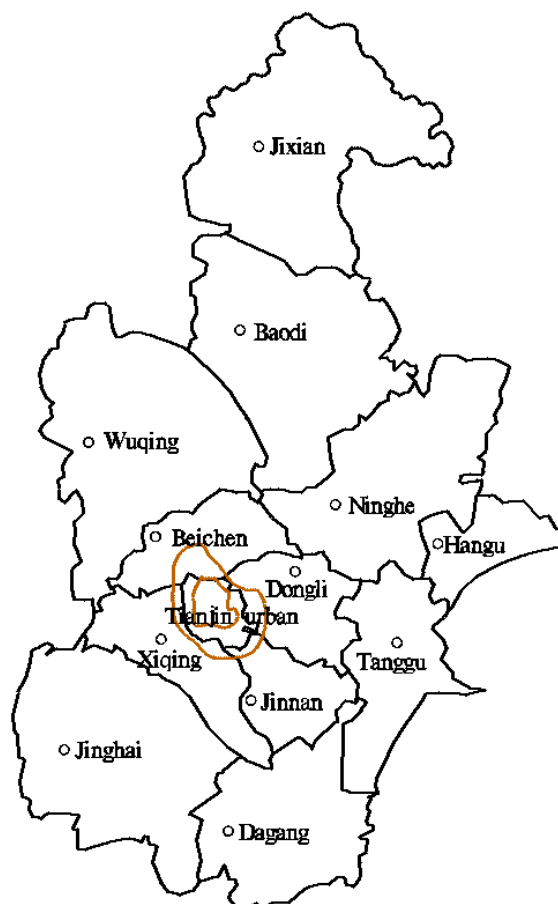 Jixian
Baodi
Wuqing
Ninghe
Beichen
Hangu
Dongli
Tianjin urban
Xiqing
Tanggu
Jinnan
Jinghai
Dagang